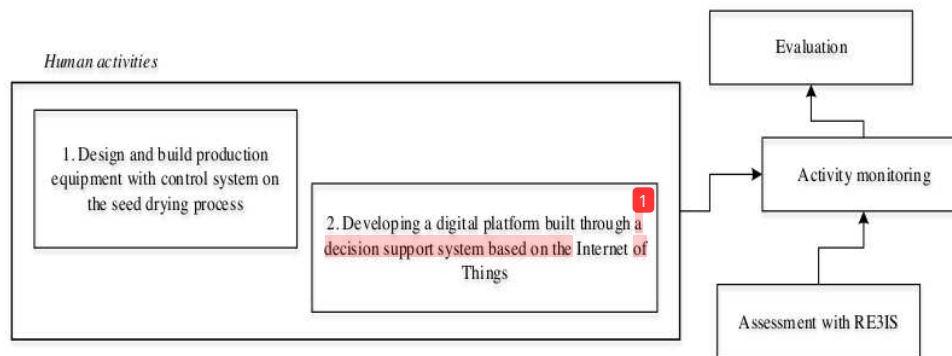 Evaluation
Human activities
1. Design and build production
equipment with control system on
the seed drying process
Activity monitoring
1
2. Developing a digital platform built through a
decision support system based on the Internet of
Things
Assessment with RE3IS